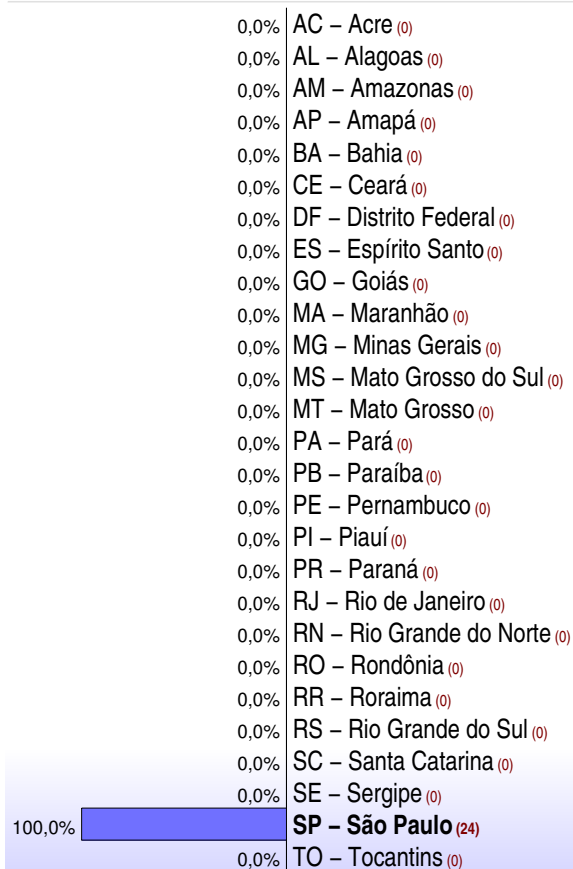 0,0% AC – Acre (0)
0,0% AL – Alagoas (0)
0,0% AM – Amazonas (0)
0,0% AP – Amapá (0)
0,0% BA – Bahia (0)
0,0% CE – Ceará (0)
0,0% DF – Distrito Federal (0)
0,0% ES – Espírito Santo (0)
0,0% GO – Goiás (0)
0,0% MA – Maranhão (0)
0,0% MG – Minas Gerais (0)
0,0% MS – Mato Grosso do Sul (0)
0,0% MT – Mato Grosso (0)
0,0% PA – Pará (0)
0,0% PB – Paraíba (0)
0,0% PE – Pernambuco (0)
0,0% PI – Piauí (0)
0,0% PR – Paraná (0)
0,0% RJ – Rio de Janeiro (0)
0,0% RN – Rio Grande do Norte (0)
0,0% RO – Rondônia (0)
0,0% RR – Roraima (0)
0,0% RS – Rio Grande do Sul (0)
0,0% SC – Santa Catarina (0)
0,0% SE – Sergipe (0)
100,0% SP – São Paulo (24)
0,0% TO – Tocantins (0)